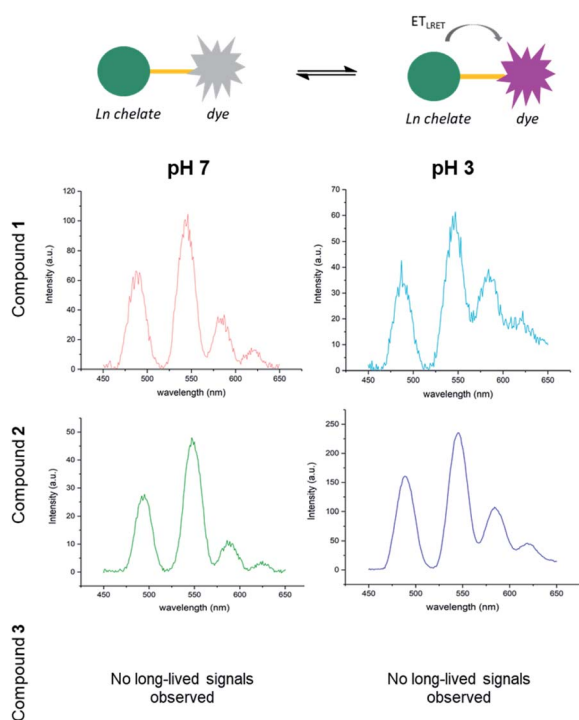 ET LRET
Ln chelate dye
Ln chelate dye
pH 7
pH 3
Compound 1
Intensity (a.u.)
120
100
80
60
40
20
0
450 500 550 600 650
wavelength (nm)
Intensity (a.u.)
70
60
50
40
30
20
10
0
450 500 550 600 650
wavelength (nm)
Compound 2
Intensity (a.u.)
50
40
30
20
10
0
450 500 550 600 650
wavelength (nm)
Intensity (a.u.)
250
200
150
100
50
0
450 500 550 600 650
wavelength (nm)
Compound 3
No long-lived signals
observed
No long-lived signals
observed